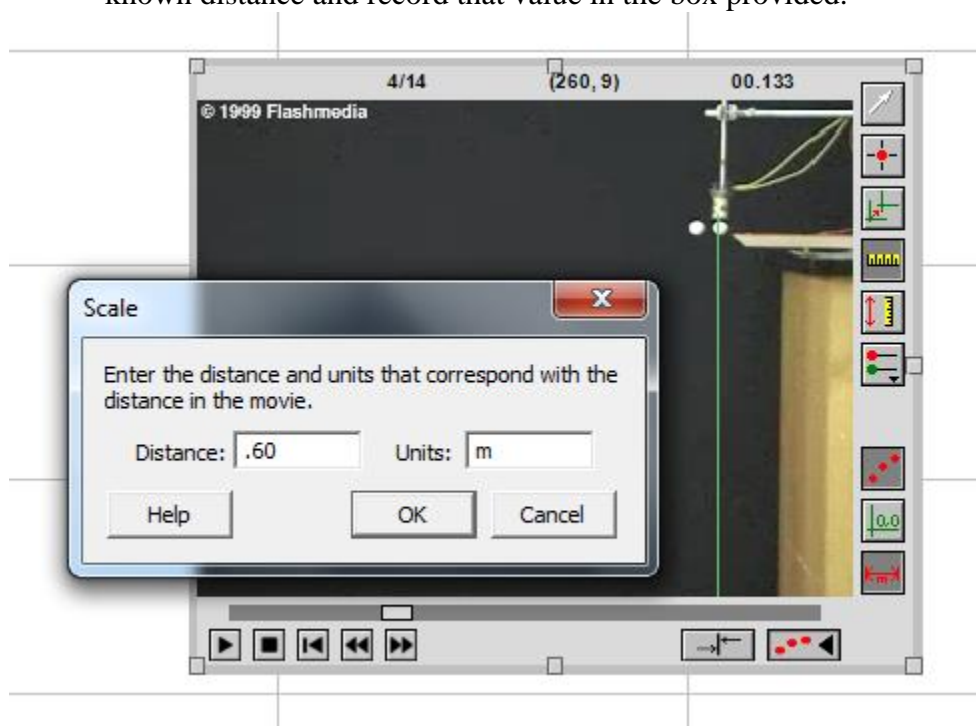 known distance and record that value in the box provided.
4/14 (260, 9) 00.133
© 1999 Flashmedia
Scale
Enter the distance and units that correspond with the
distance in the movie.
Distance: .60 Units: m
Help OK Cancel
0.0
m